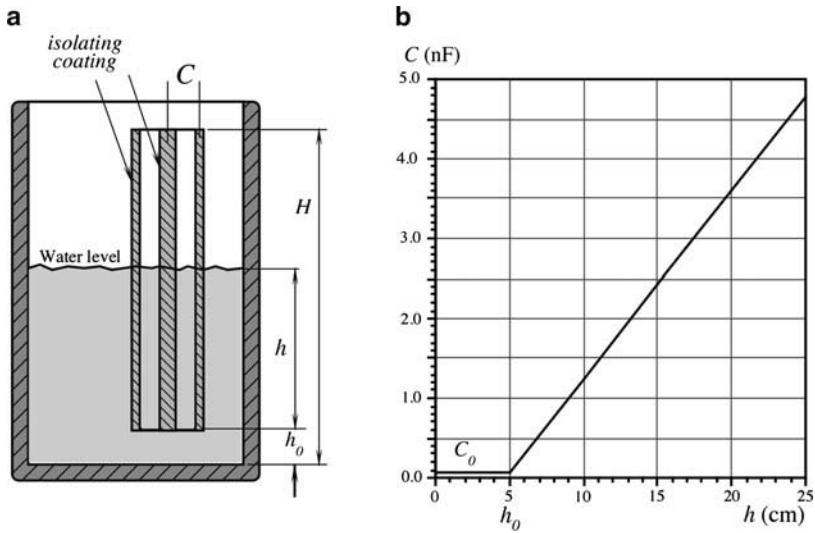 a
isolating
coating
C
H
Water level
h
h₀
b
C (nF)
5.0
4.0
3.0
2.0
1.0
C₀
0.0
0 5 10 15 20 25
h₀ h (cm)